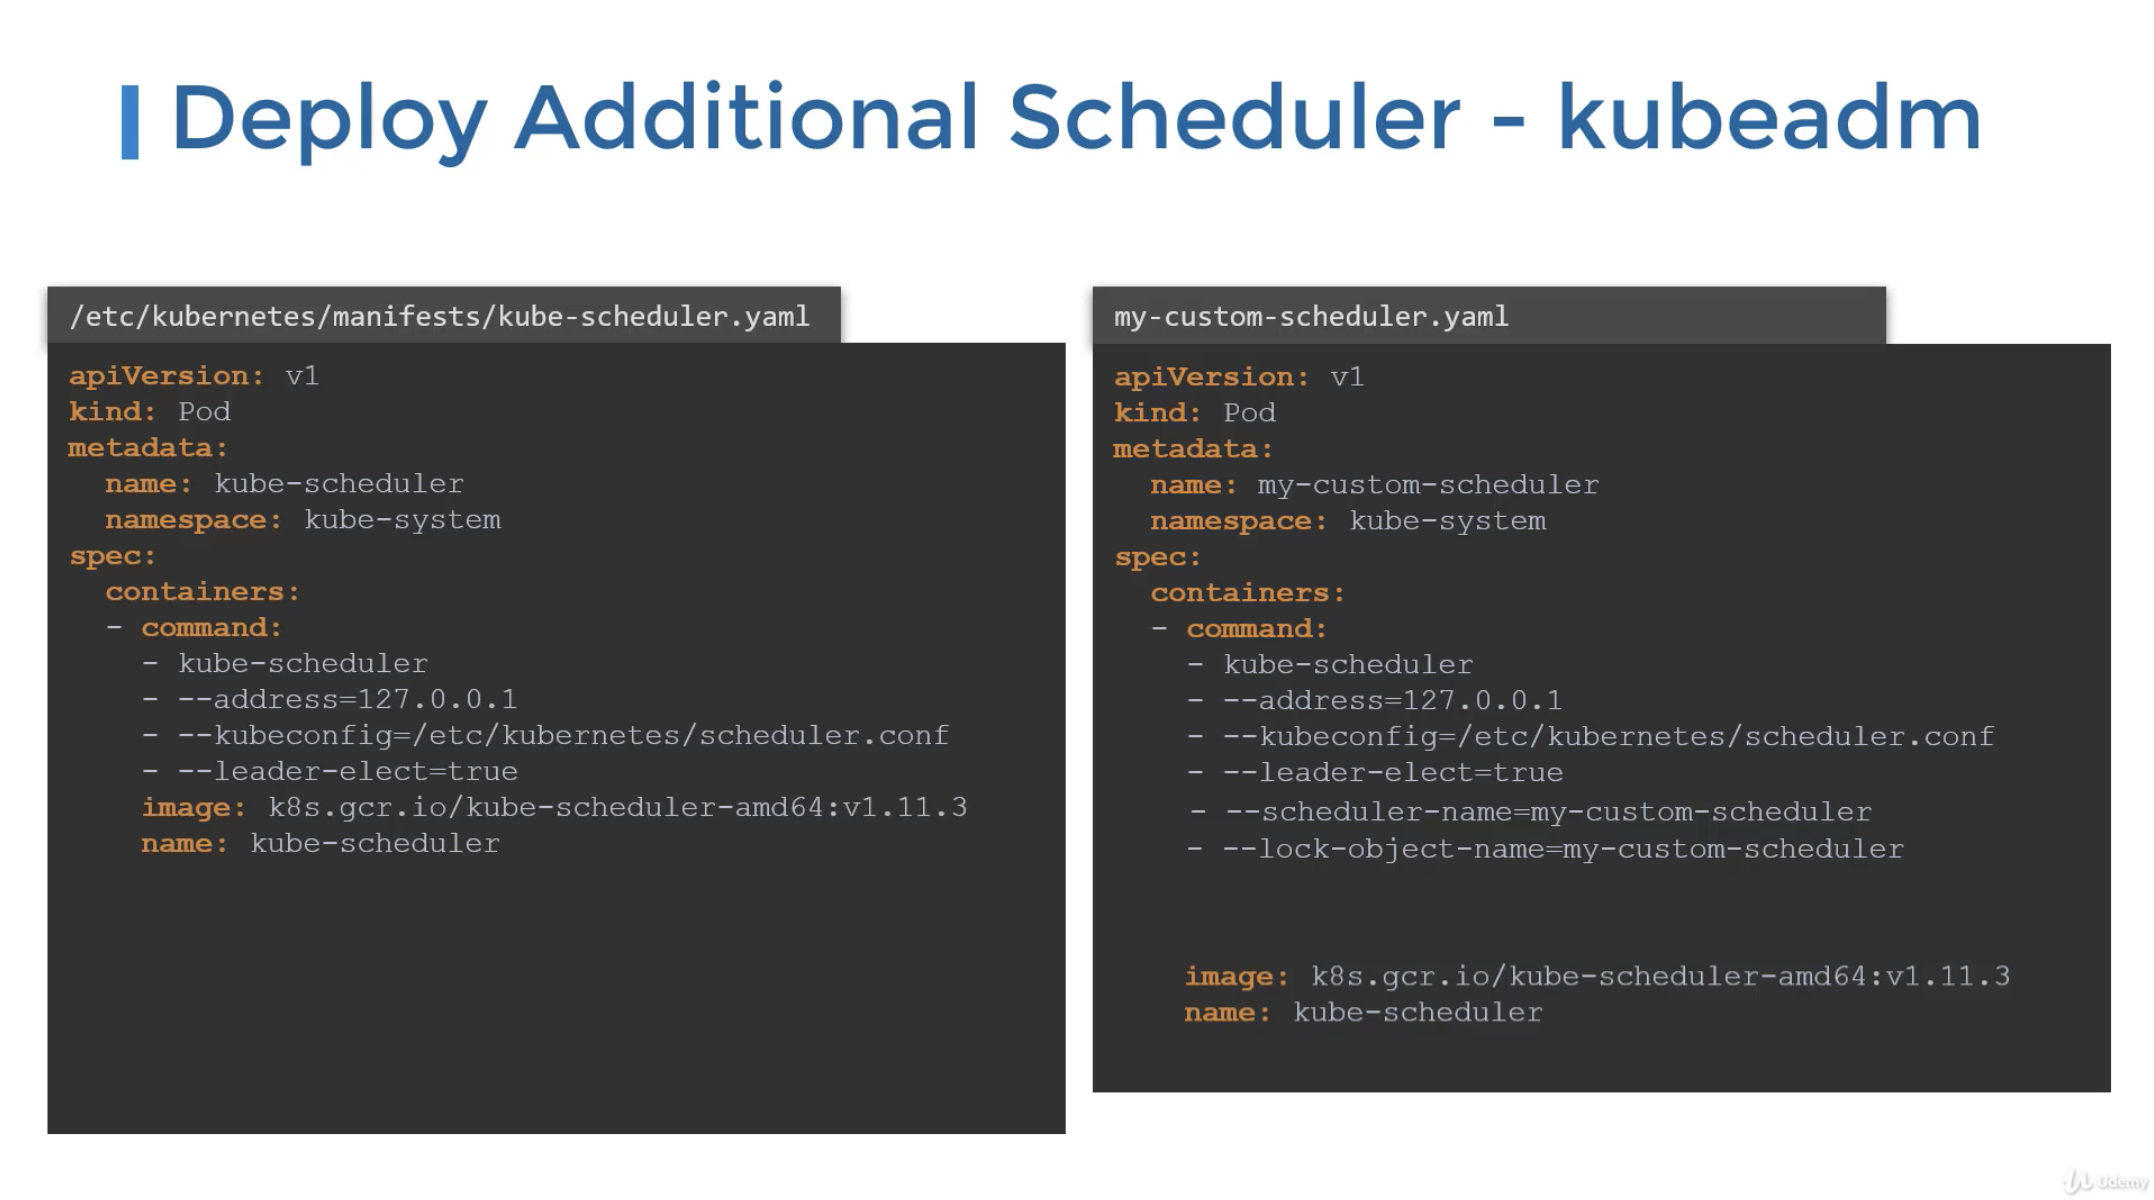 Deploy Additional Scheduler - kubeadm
/etc/kubernetes/manifests/kube-scheduler.yaml
apiVersion: v1
kind: Pod
metadata:
  name: kube-scheduler
  namespace: kube-system
spec:
  containers:
  - command:
    - kube-scheduler
    - --address=127.0.0.1
    - --kubeconfig=/etc/kubernetes/scheduler.conf
    - --leader-elect=true
    image: k8s.gcr.io/kube-scheduler-amd64:v1.11.3
    name: kube-scheduler
my-custom-scheduler.yaml
apiVersion: v1
kind: Pod
metadata:
  name: my-custom-scheduler
  namespace: kube-system
spec:
  containers:
  - command:
    - kube-scheduler
    - --address=127.0.0.1
    - --kubeconfig=/etc/kubernetes/scheduler.conf
    - --leader-elect=true
    - --scheduler-name=my-custom-scheduler
    - --lock-object-name=my-custom-scheduler
    image: k8s.gcr.io/kube-scheduler-amd64:v1.11.3
    name: kube-scheduler
Udemy